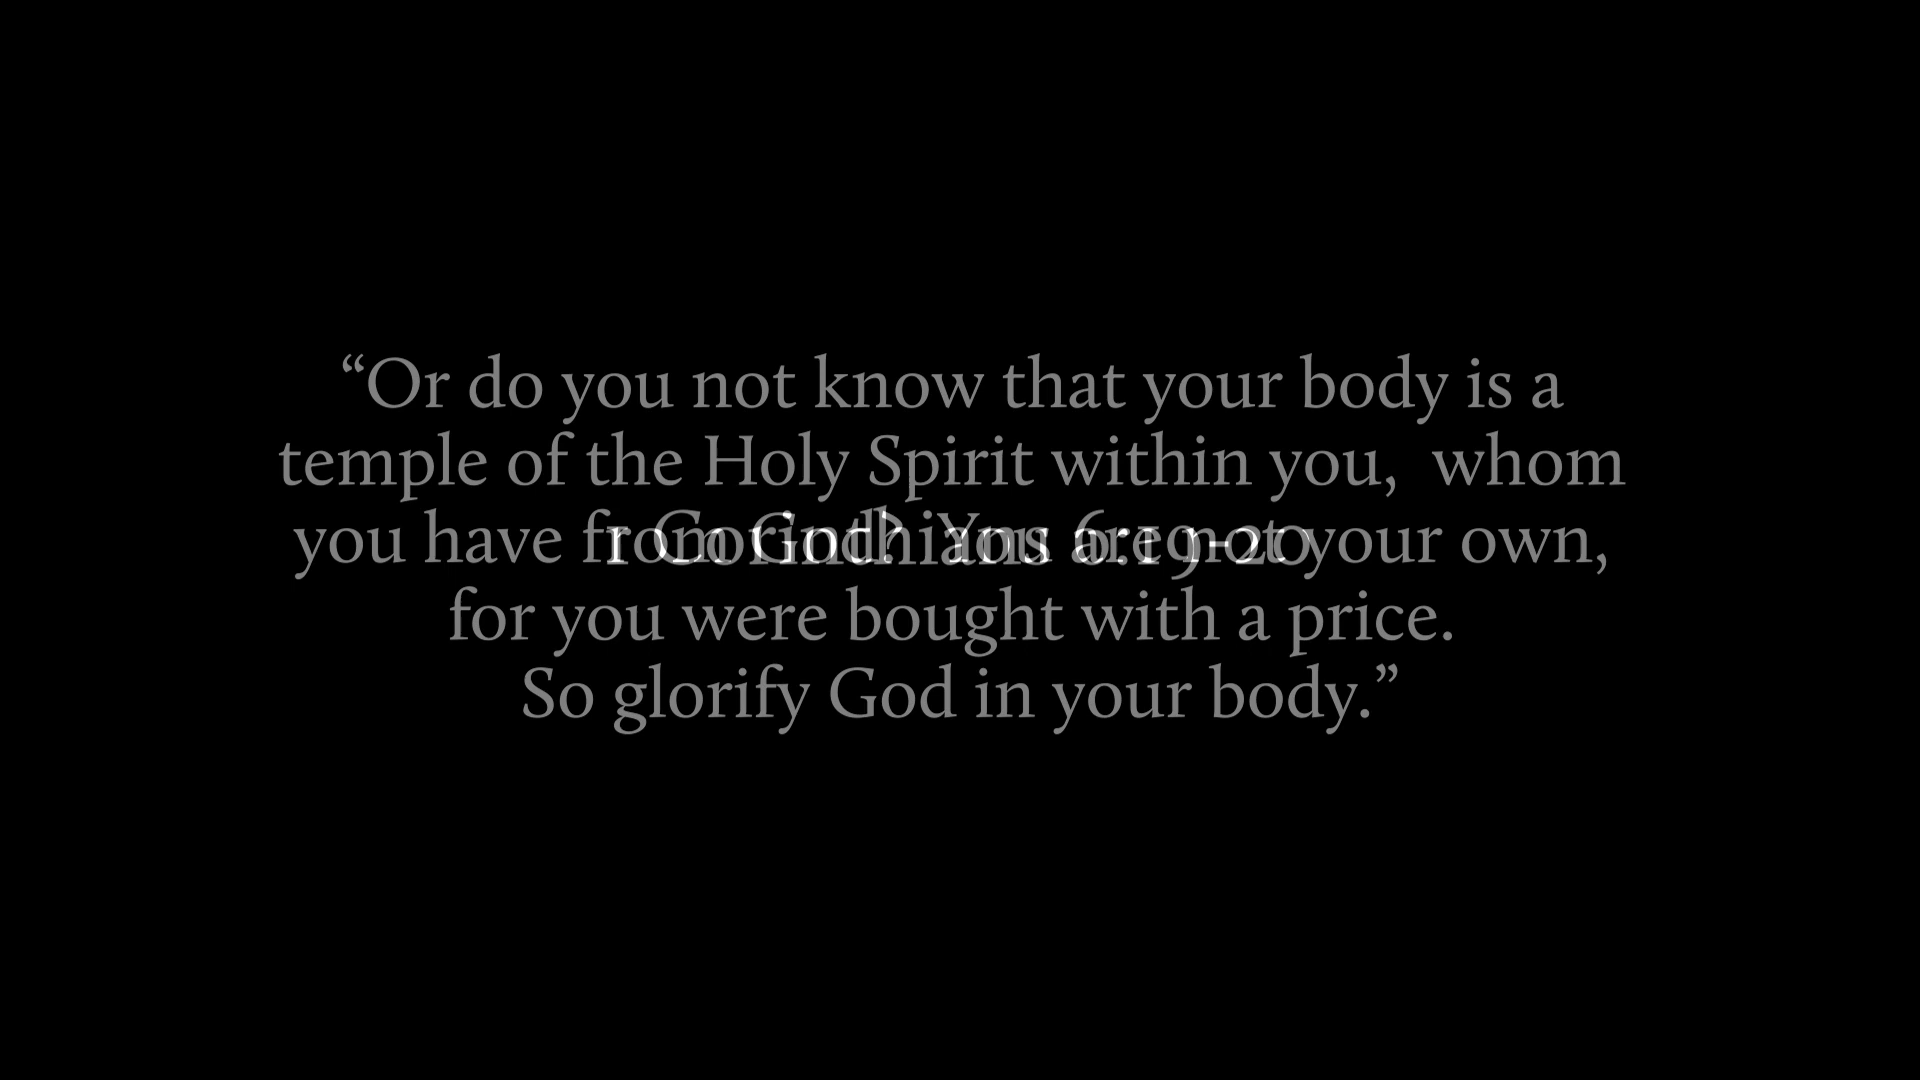 “Or do you not know that your body is a
temple of the Holy Spirit within you,  whom
you have from God?  You are not your own,
1 Corinthians 6:19-20
for you were bought with a price.
So glorify God in your body.”